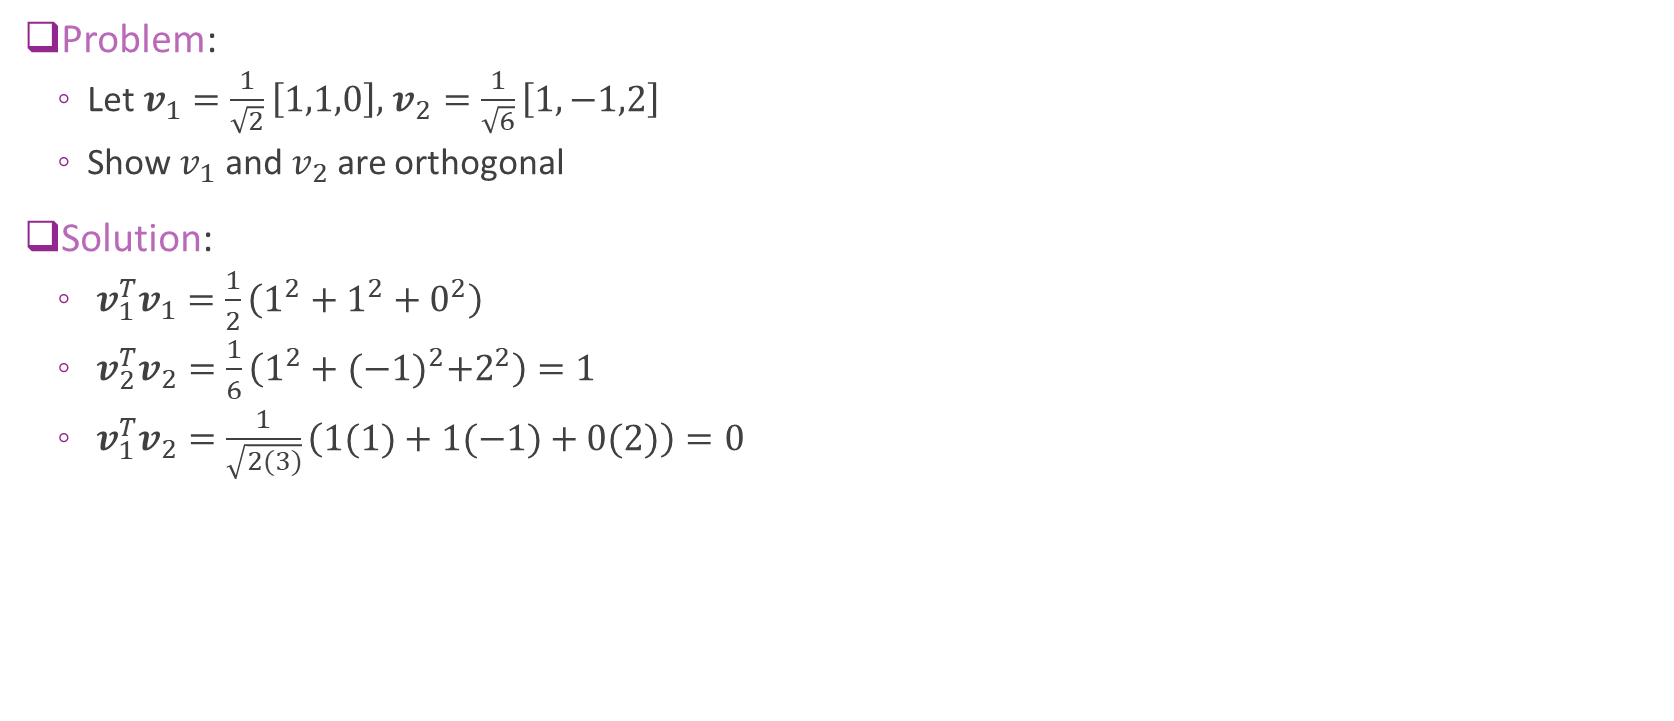 ❑Problem:
◦ Let 𝒗₁ = 1/√2 [1,1,0], 𝒗₂ = 1/√6 [1, −1,2]
◦ Show 𝑣₁ and 𝑣₂ are orthogonal
❑Solution:
◦ 𝒗₁ᵀ𝒗₁ = 1/2 (1² + 1² + 0²)
◦ 𝒗₂ᵀ𝒗₂ = 1/6 (1² + (−1)²+2²) = 1
◦ 𝒗₁ᵀ𝒗₂ = 1/√(2(3)) (1(1) + 1(−1) + 0(2)) = 0